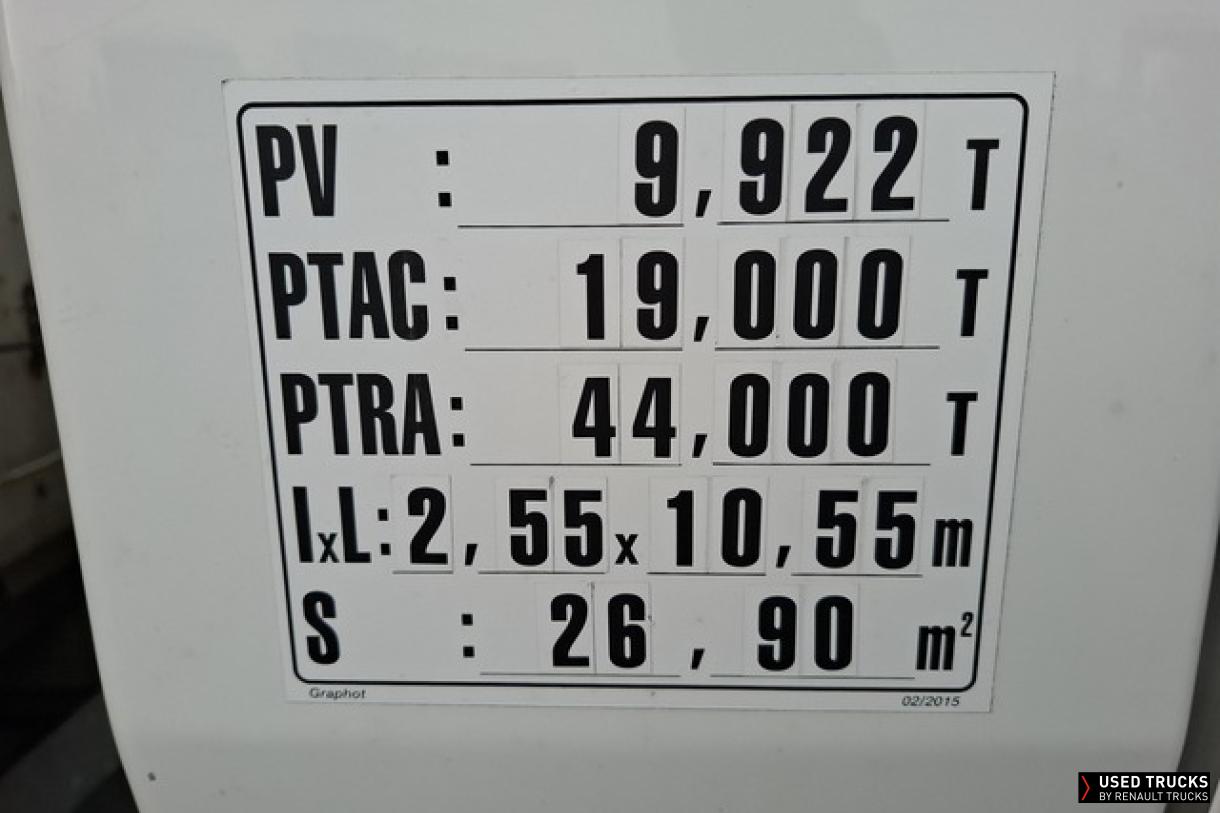 PV : 9,922 T
PTAC : 19,000 T
PTRA : 44,000 T
lxL : 2,55 x 10,55 m
S : 26,90 m²
Graphot 02/2015
USED TRUCKS
BY RENAULT TRUCKS